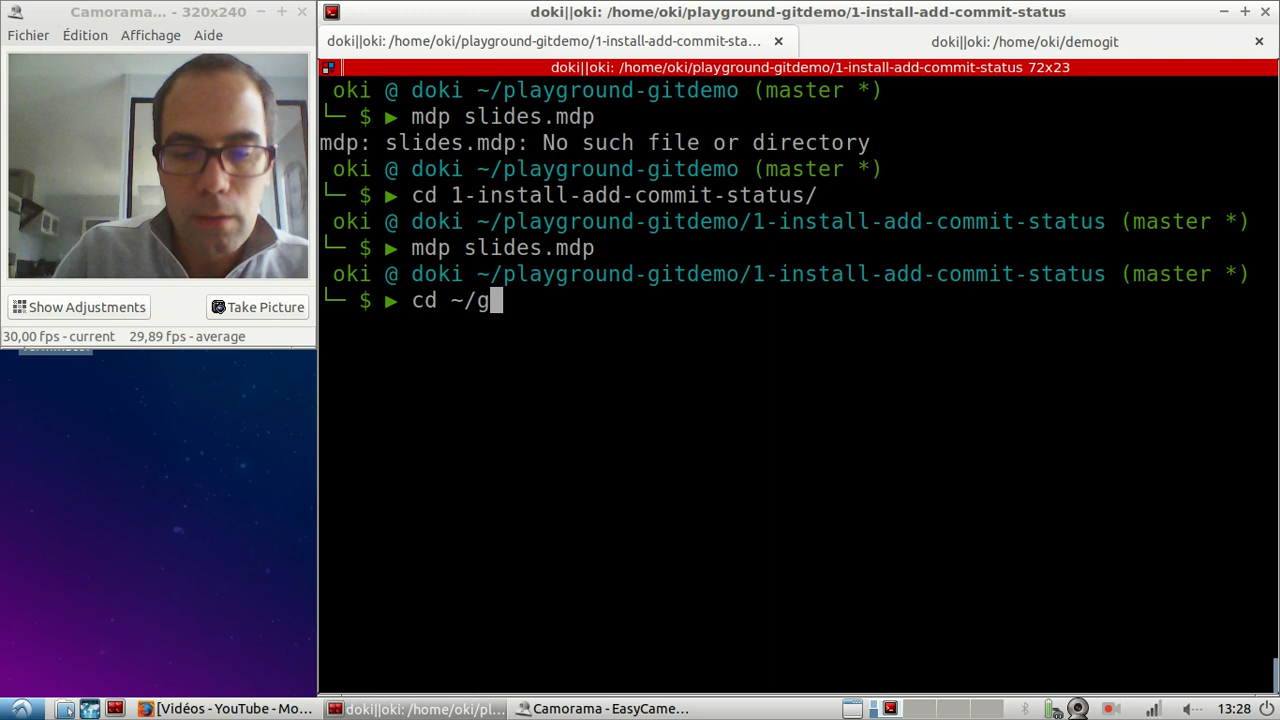 Camorama… - 320x240
Fichier Édition Affichage Aide
Show Adjustments Take Picture
30,00 fps - current 29,89 fps - average
doki||oki: /home/oki/playground-gitdemo/1-install-add-commit-status
doki||oki: /home/oki/playground-gitdemo/1-install-add-commit-sta…
doki||oki: /home/oki/demogit
doki||oki: /home/oki/playground-gitdemo/1-install-add-commit-status 72x23
oki @ doki ~/playground-gitdemo (master *)
└─ $ ▶ mdp slides.mdp
mdp: slides.mdp: No such file or directory
oki @ doki ~/playground-gitdemo (master *)
└─ $ ▶ cd 1-install-add-commit-status/
oki @ doki ~/playground-gitdemo/1-install-add-commit-status (master *)
└─ $ ▶ mdp slides.mdp
oki @ doki ~/playground-gitdemo/1-install-add-commit-status (master *)
└─ $ ▶ cd ~/g
[Vidéos - YouTube - Mo… doki||oki: /home/oki/pl… Camorama - EasyCame… 13:28